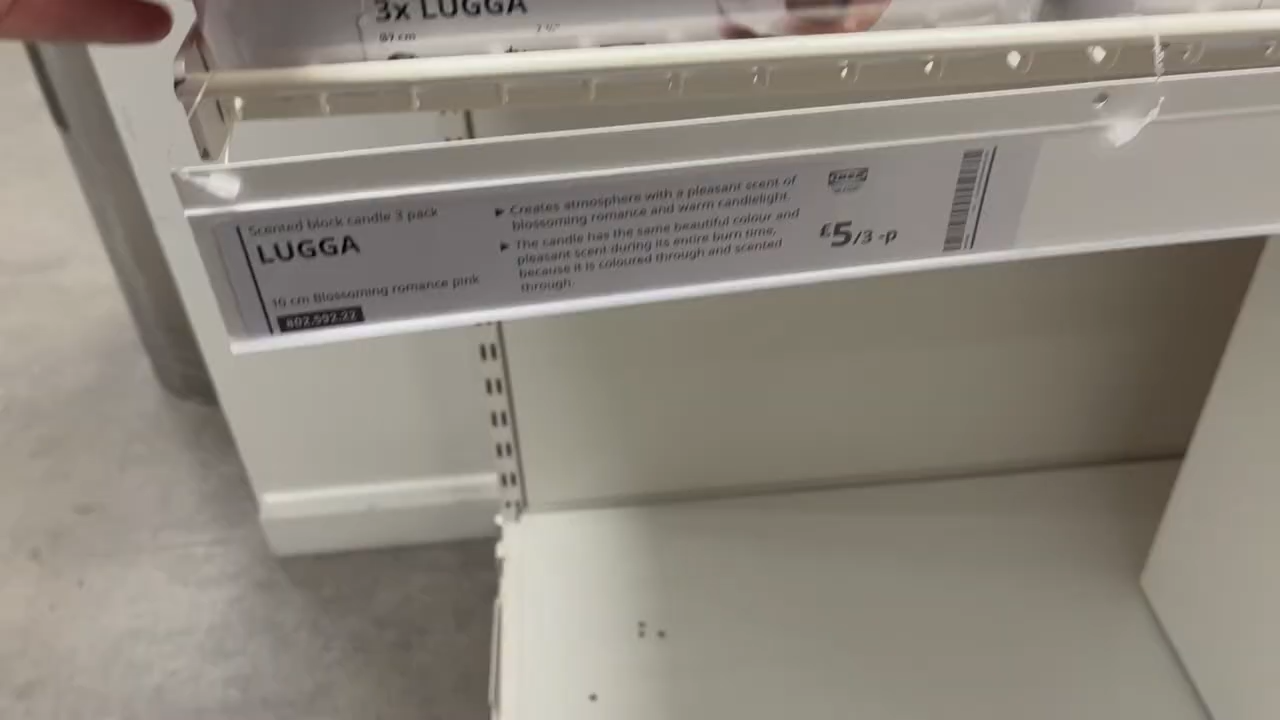 3x LUGGA
Scented block candle 3 pack
LUGGA
10 cm Blossoming romance pink
802.592.22
► Creates atmosphere with a pleasant scent of
blossoming romance and warm candlelight.
► The candle has the same beautiful colour and
pleasant scent during its entire burn time,
because it is coloured through and scented
through.
£5/3 -p